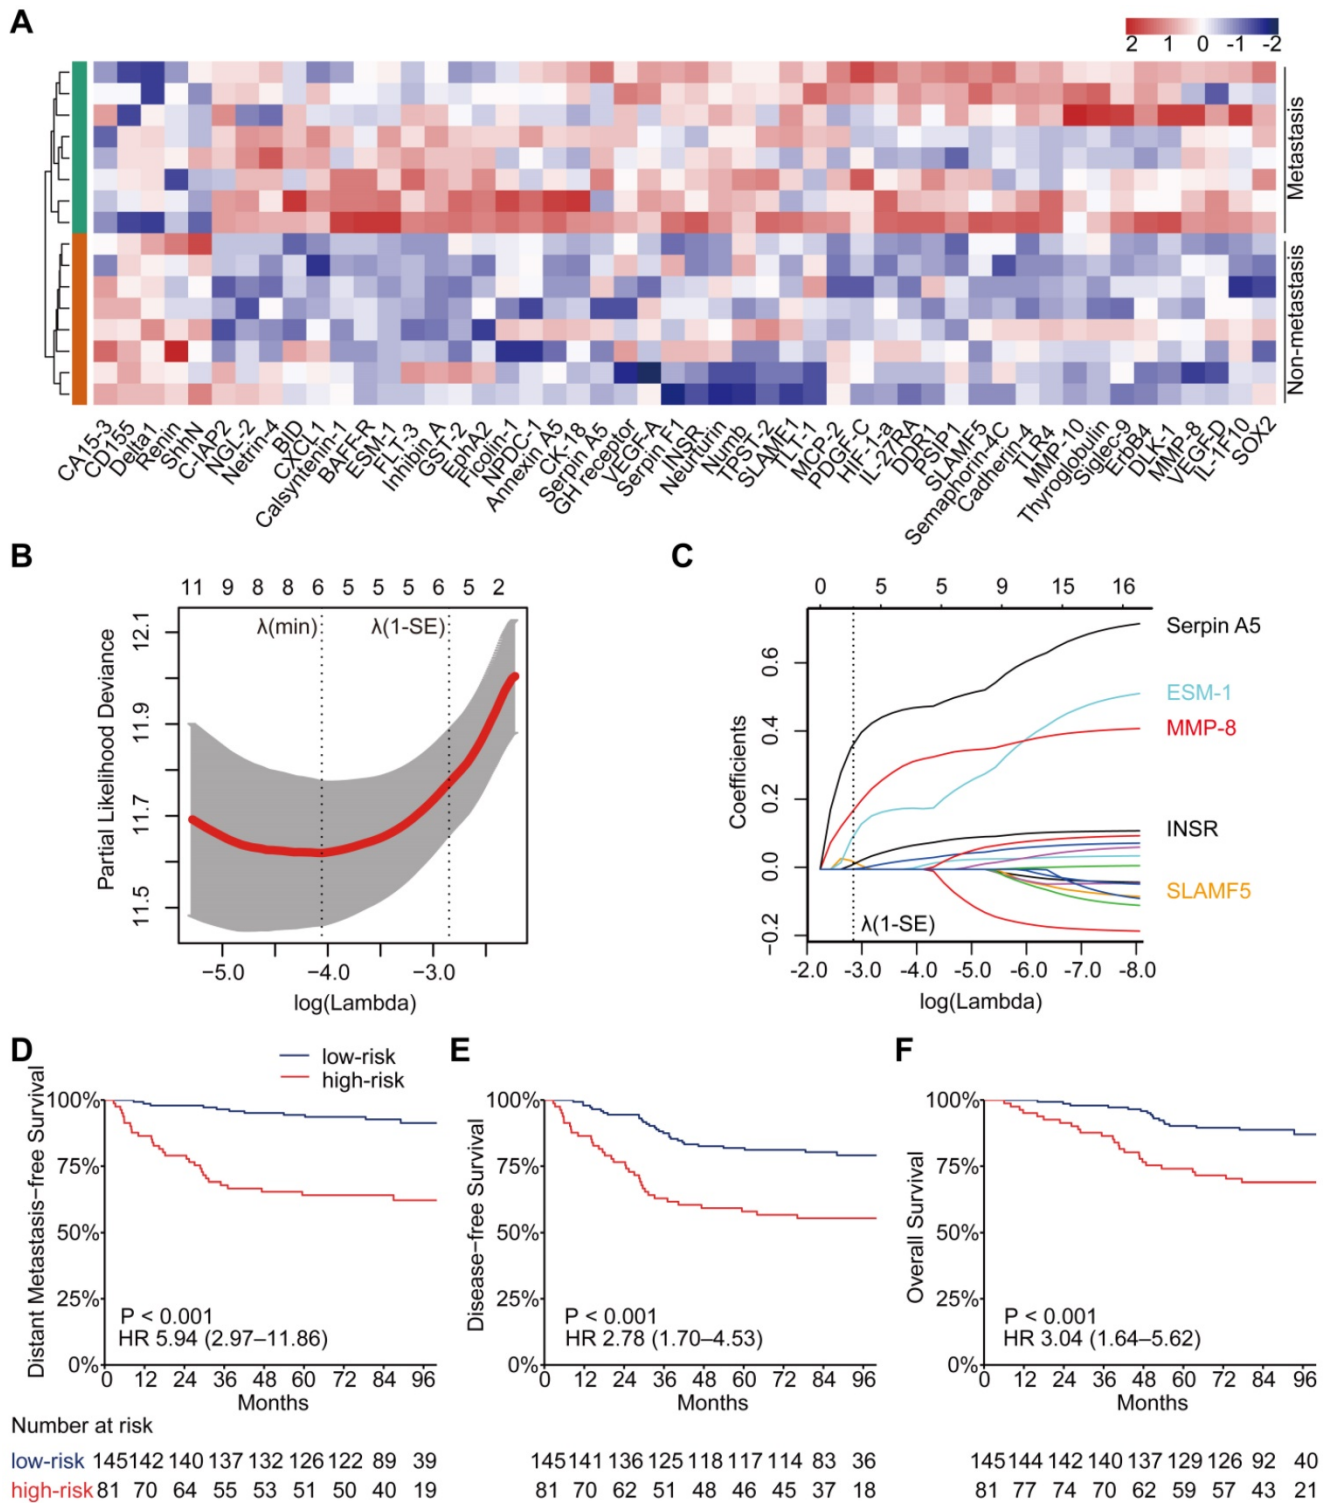 A
2 1 0 -1 -2
Metastasis
Non-metastasis
CA15-3
CD155
Delta1
Renin
ShhN
C-IAP2
NGL-2
Netrin-4
BID
CXCL1
Calsyntenin-1
BAFF-R
ESM-1
FLT-3
Inhibin A
GST-2
EphA2
Ficolin-1
NPDC-1
Annexin A5
CK-18
Serpin A5
GH receptor
VEGF-A
Serpin F1
INSR
Neurturin
Numb
TPST-2
SLAMF1
TLT-1
MCP-2
PDGF-C
HIF-1-a
IL-27RA
DDR1
PSP1
SLAMF5
Semaphorin-4C
Cadherin-4
TLR4
MMP-10
Thyroglobulin
Siglec-9
ErbB4
DLK-1
MMP-8
VEGF-D
IL-1F10
SOX2
B
11 9 8 8 6 5 5 5 6 5 2
λ(min)
λ(1-SE)
Partial Likelihood Deviance
12.1
11.9
11.7
11.5
−5.0 −4.0 −3.0
log(Lambda)
C
0 5 5 9 15 16
Serpin A5
ESM-1
MMP-8
INSR
SLAMF5
λ(1-SE)
Coefficients
0.6
0.4
0.2
0.0
−0.2
-2.0 -3.0 -4.0 -5.0 -6.0 -7.0 -8.0
log(Lambda)
D
low-risk
high-risk
Distant Metastasis−free Survival
100%
75%
50%
25%
0%
P < 0.001
HR 5.94 (2.97–11.86)
0 12 24 36 48 60 72 84 96
Months
E
Disease−free Survival
100%
75%
50%
25%
0%
P < 0.001
HR 2.78 (1.70–4.53)
0 12 24 36 48 60 72 84 96
Months
F
Overall Survival
100%
75%
50%
25%
0%
P < 0.001
HR 3.04 (1.64–5.62)
0 12 24 36 48 60 72 84 96
Months
Number at risk
low-risk 145 142 140 137 132 126 122 89 39 145 141 136 125 118 117 114 83 36 145 144 142 140 137 129 126 92 40
high-risk 81 70 64 55 53 51 50 40 19 81 70 62 51 48 46 45 37 18 81 77 74 70 62 59 57 43 21